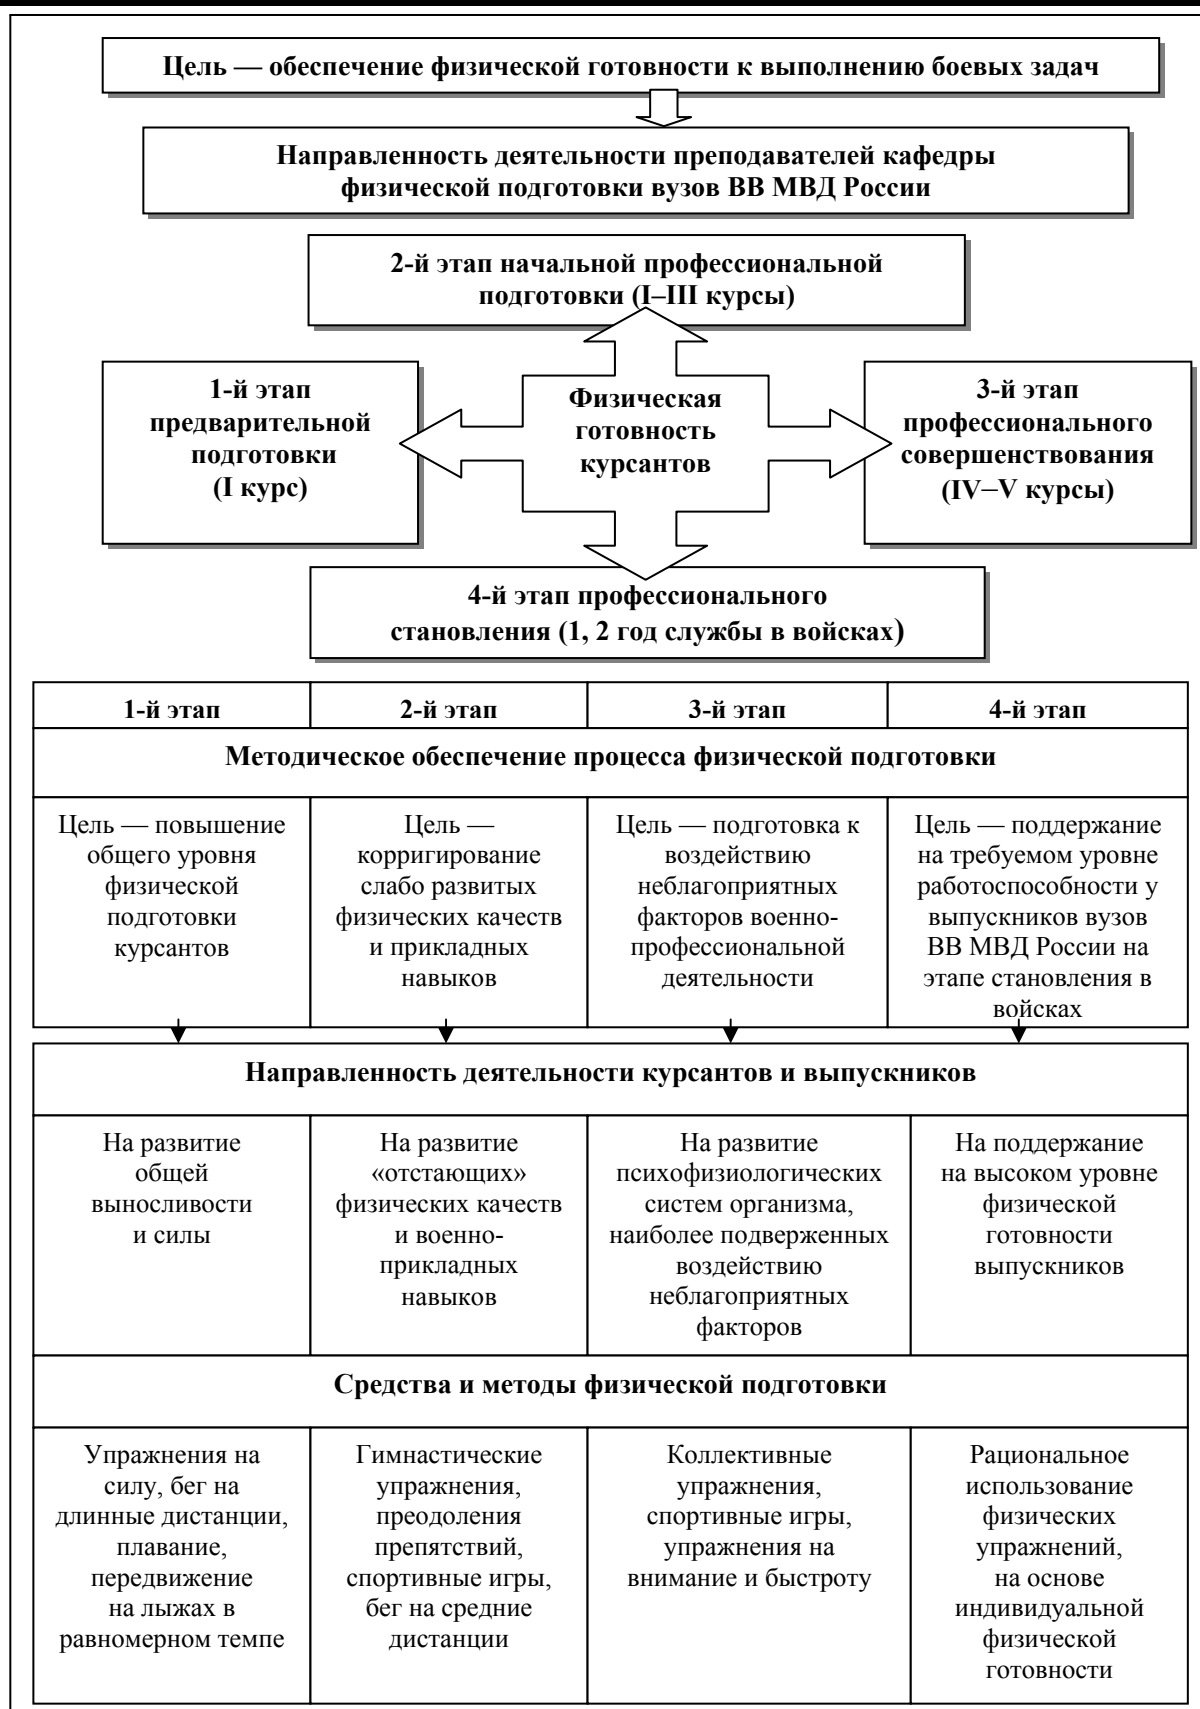 Цель — обеспечение физической готовности к выполнению боевых задач
Направленность деятельности преподавателей кафедры
физической подготовки вузов ВВ МВД России
2-й этап начальной профессиональной
подготовки (I–III курсы)
1-й этап
предварительной
подготовки
(I курс)
Физическая
готовность
курсантов
3-й этап
профессионального
совершенствования
(IV–V курсы)
4-й этап профессионального
становления (1, 2 год службы в войсках)
1-й этап
2-й этап
3-й этап
4-й этап
Методическое обеспечение процесса физической подготовки
Цель — повышение
общего уровня
физической
подготовки
курсантов
Цель —
корригирование
слабо развитых
физических качеств
и прикладных
навыков
Цель — подготовка к
воздействию
неблагоприятных
факторов военно-
профессиональной
деятельности
Цель — поддержание
на требуемом уровне
работоспособности у
выпускников вузов
ВВ МВД России на
этапе становления в
войсках
Направленность деятельности курсантов и выпускников
На развитие
общей
выносливости
и силы
На развитие
«отстающих»
физических качеств
и военно-
прикладных
навыков
На развитие
психофизиологических
систем организма,
наиболее подверженных
воздействию
неблагоприятных
факторов
На поддержание
на высоком уровне
физической
готовности
выпускников
Средства и методы физической подготовки
Упражнения на
силу, бег на
длинные дистанции,
плавание,
передвижение
на лыжах в
равномерном темпе
Гимнастические
упражнения,
преодоления
препятствий,
спортивные игры,
бег на средние
дистанции
Коллективные
упражнения,
спортивные игры,
упражнения на
внимание и быстроту
Рациональное
использование
физических
упражнений,
на основе
индивидуальной
физической
готовности